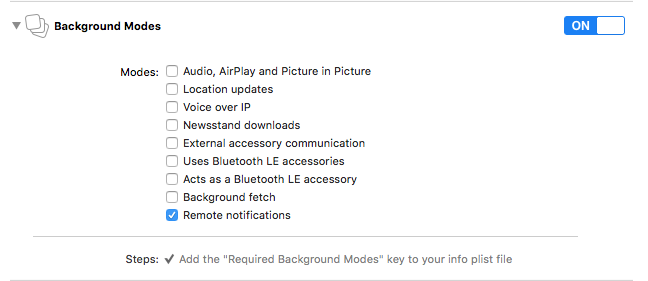 Background Modes ON
Modes: Audio, AirPlay and Picture in Picture
Location updates
Voice over IP
Newsstand downloads
External accessory communication
Uses Bluetooth LE accessories
Acts as a Bluetooth LE accessory
Background fetch
Remote notifications
Steps: ✔ Add the "Required Background Modes" key to your info plist file